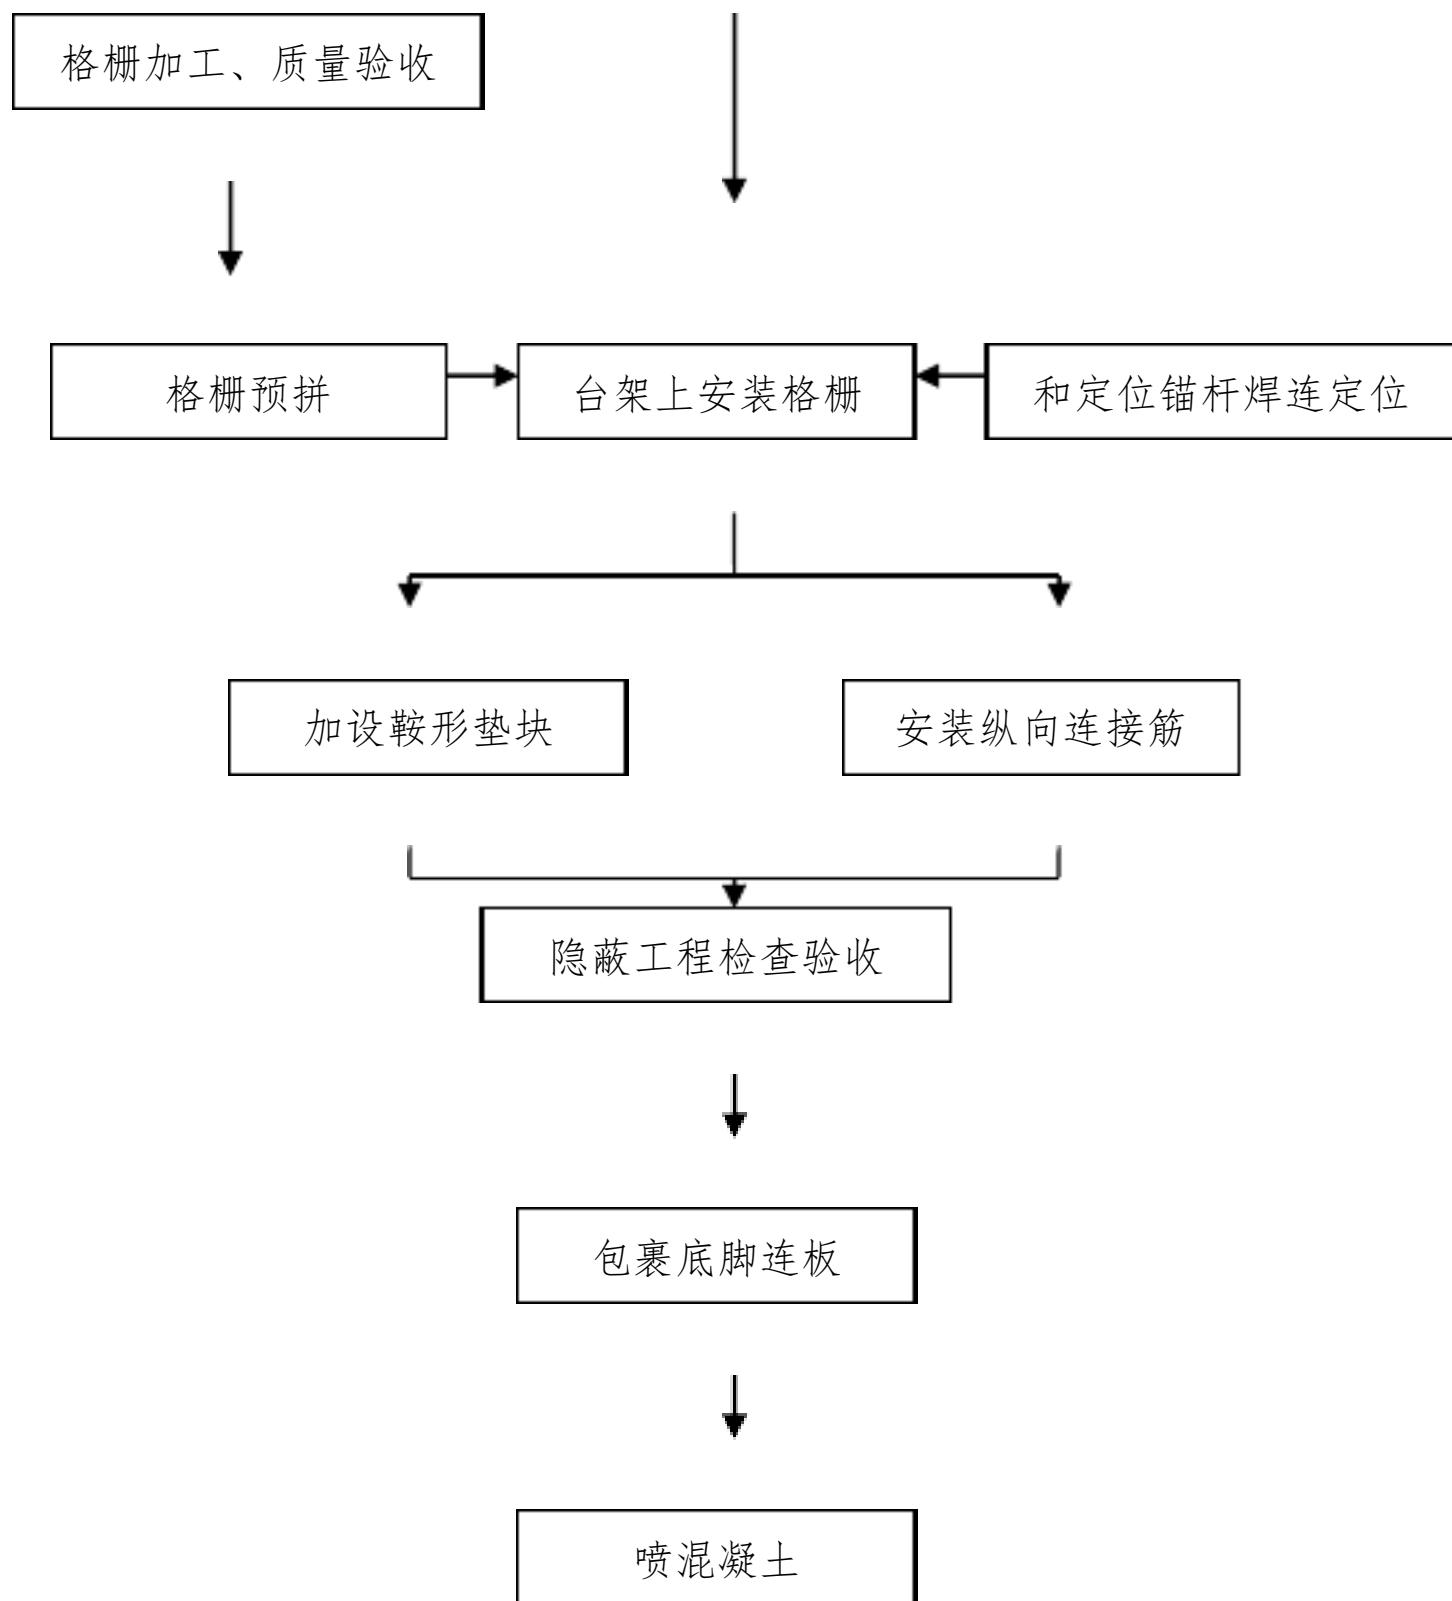 格栅加工、质量验收
格栅预拼
台架上安装格栅
和定位锚杆焊连定位
加设鞍形垫块
安装纵向连接筋
隐蔽工程检查验收
包裹底脚连板
喷混凝土